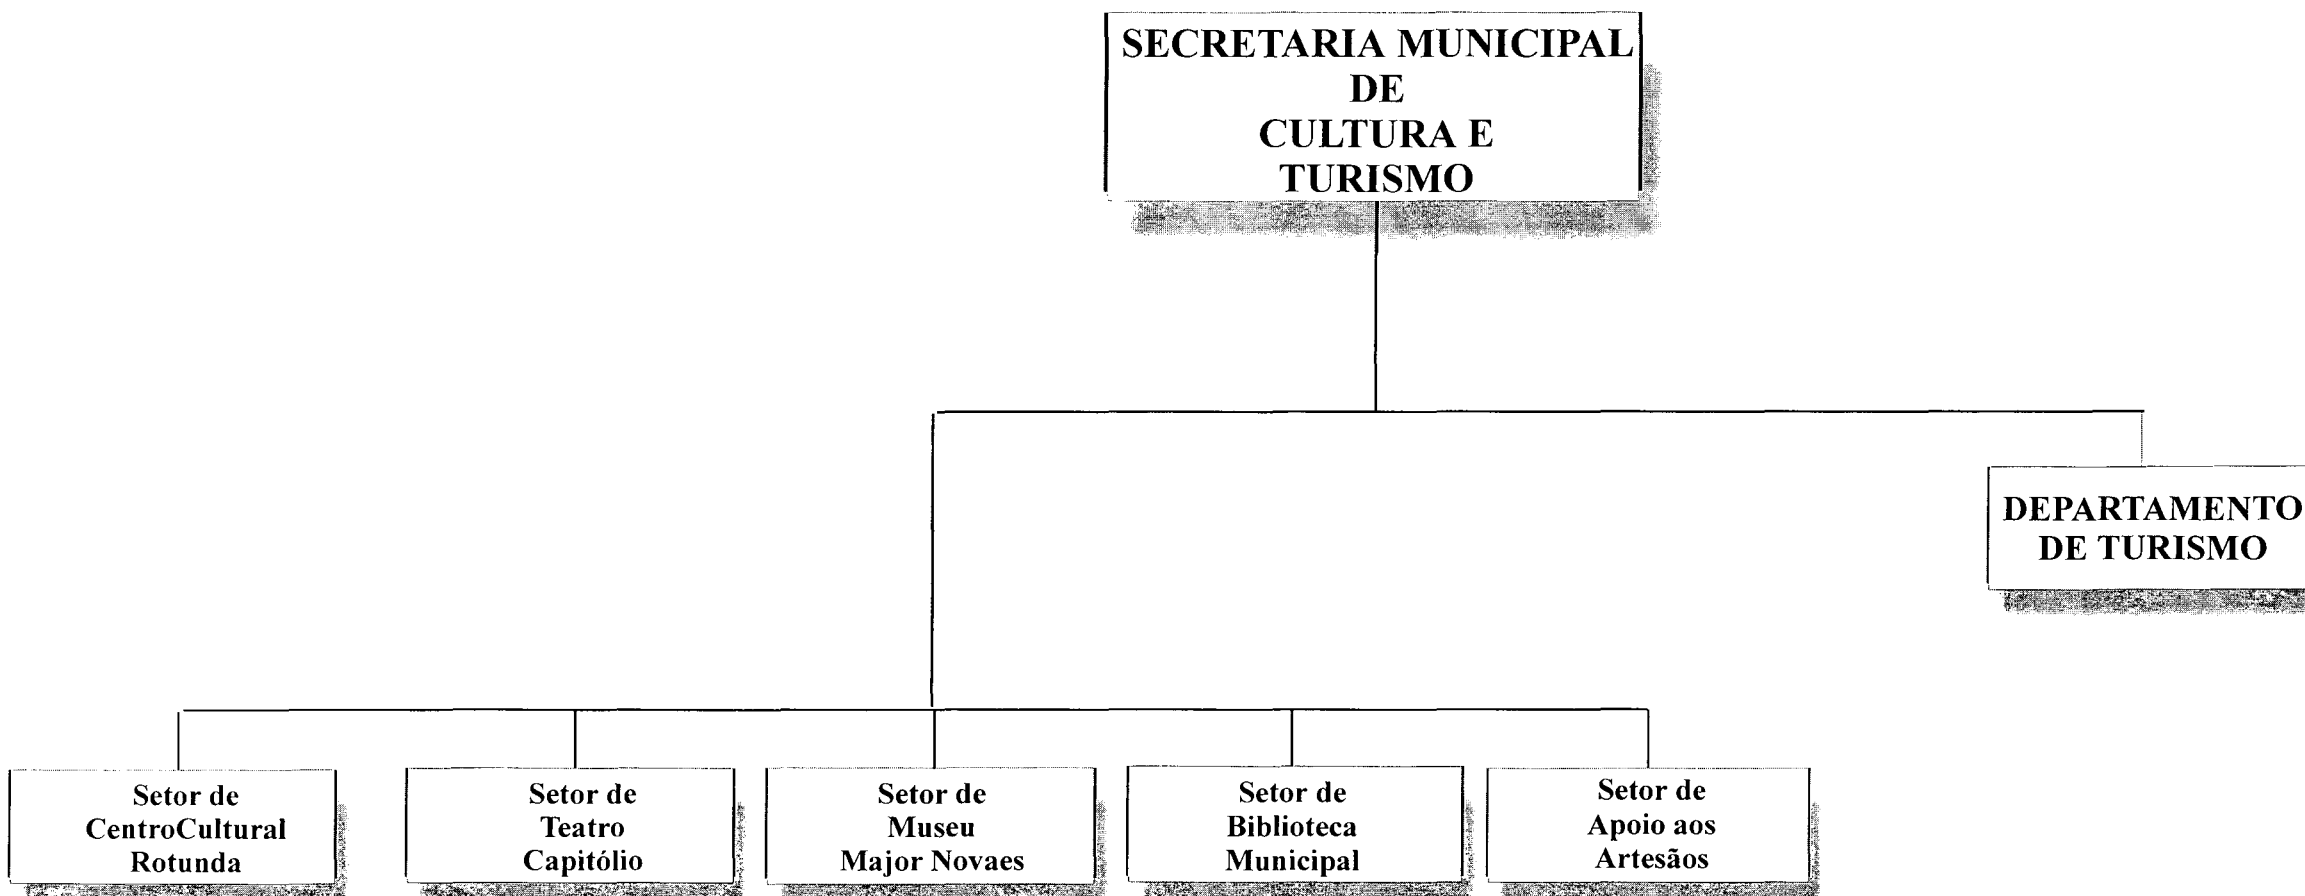 SECRETARIA MUNICIPAL
DE
CULTURA E
TURISMO
DEPARTAMENTO
DE TURISMO
Setor de
CentroCultural
Rotunda
Setor de
Teatro
Capitólio
Setor de
Museu
Major Novaes
Setor de
Biblioteca
Municipal
Setor de
Apoio aos
Artesãos